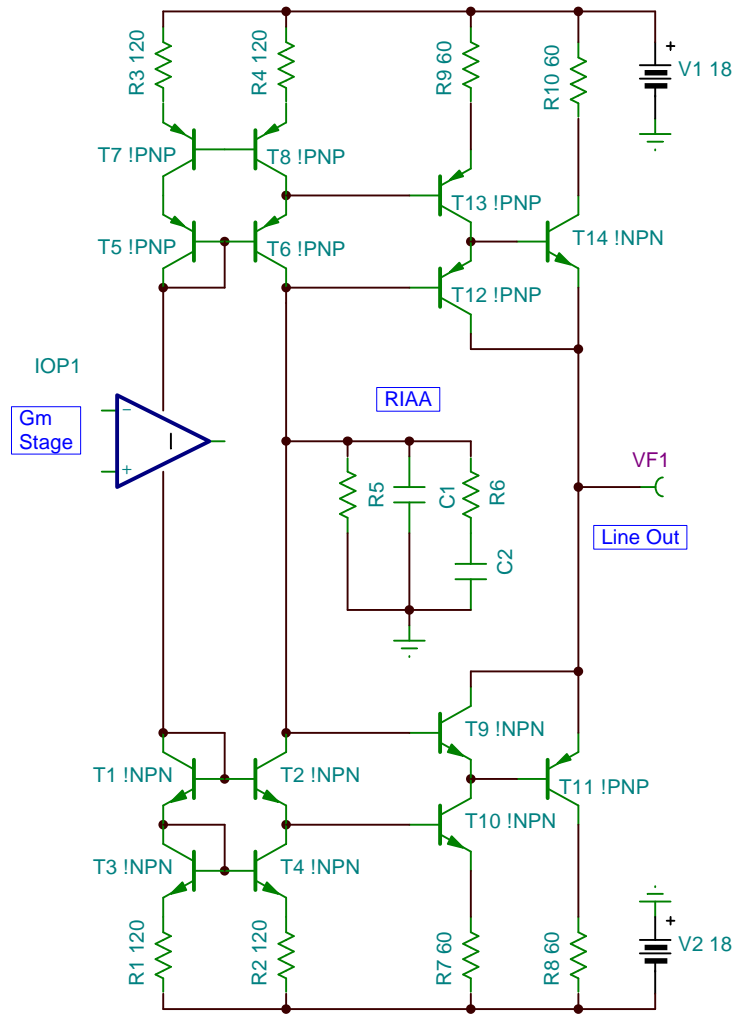 R3 120
R4 120
R9 60
R10 60
+
V1 18
T7 !PNP
T8 !PNP
T13 !PNP
T14 !NPN
T5 !PNP
T6 !PNP
T12 !PNP
IOP1
Gm
Stage
−
+
I
RIAA
R5
C1
R6
C2
VF1
Line Out
T9 !NPN
T1 !NPN
T2 !NPN
T11 !PNP
T10 !NPN
T3 !NPN
T4 !NPN
R1 120
R2 120
R7 60
R8 60
+
V2 18